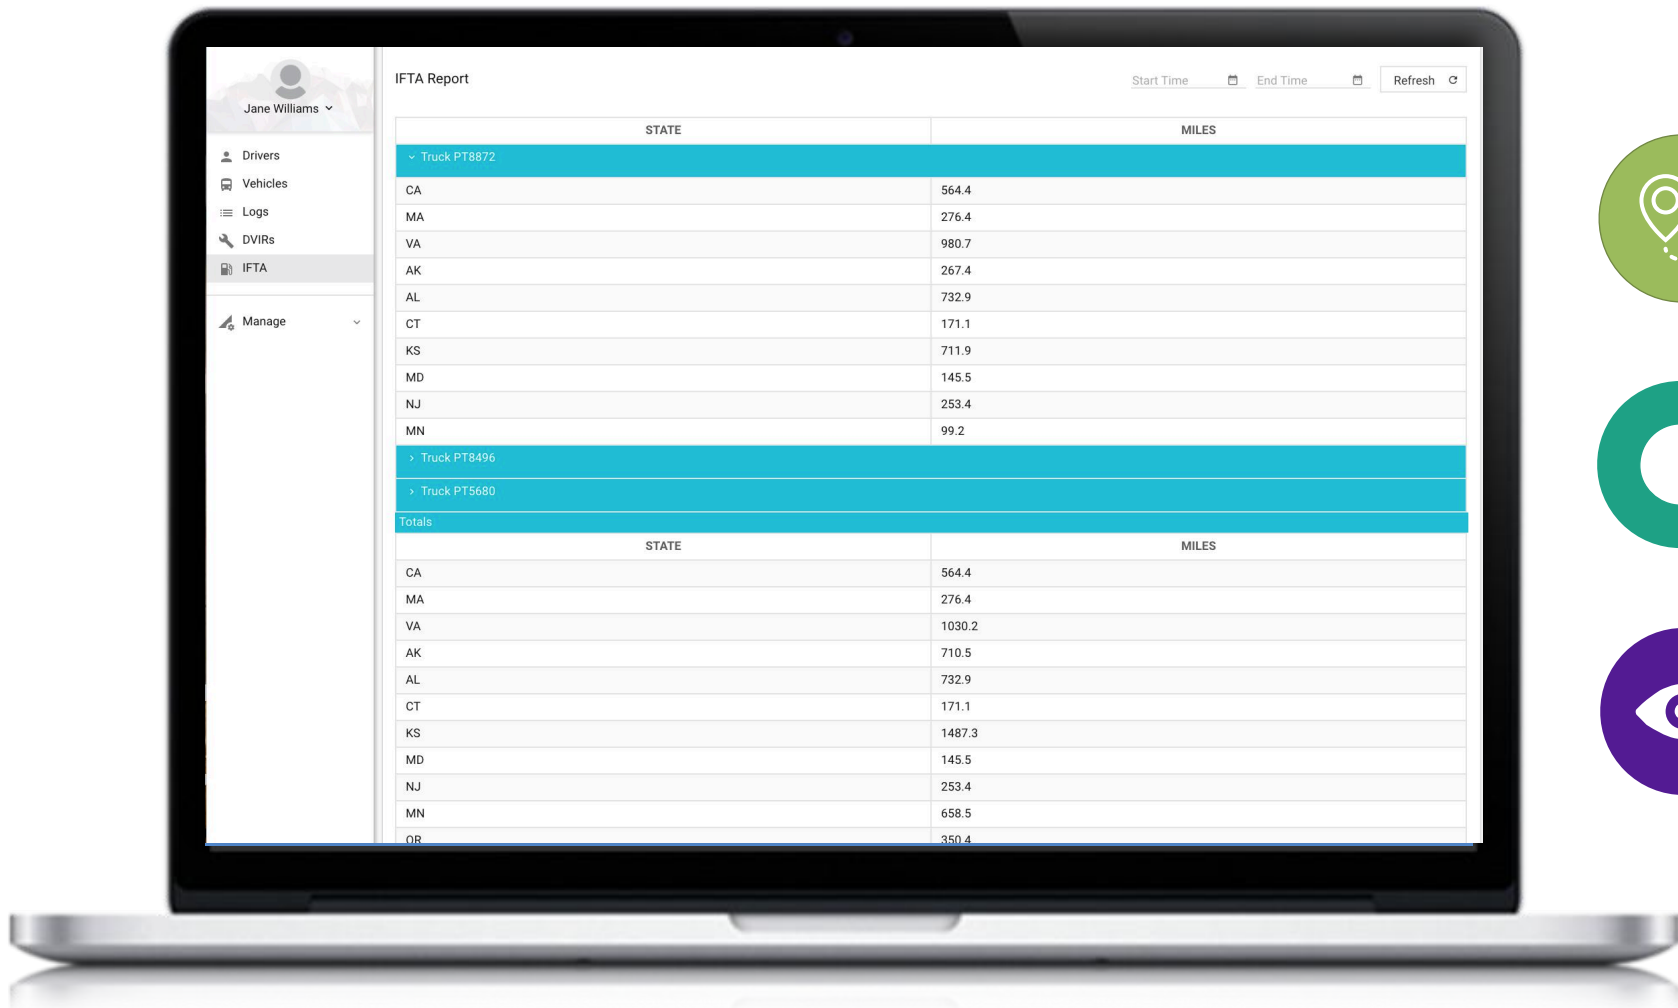 Jane Williams
Drivers
Vehicles
Logs
DVIRs
IFTA
Manage
IFTA Report
Start Time End Time Refresh
STATE MILES
Truck PT8872
CA 564.4
MA 276.4
VA 980.7
AK 267.4
AL 732.9
CT 171.1
KS 711.9
MD 145.5
NJ 253.4
MN 99.2
Truck PT8496
Truck PT5680
Totals
STATE MILES
CA 564.4
MA 276.4
VA 1030.2
AK 710.5
AL 732.9
CT 171.1
KS 1487.3
MD 145.5
NJ 253.4
MN 658.5
OR 350.4